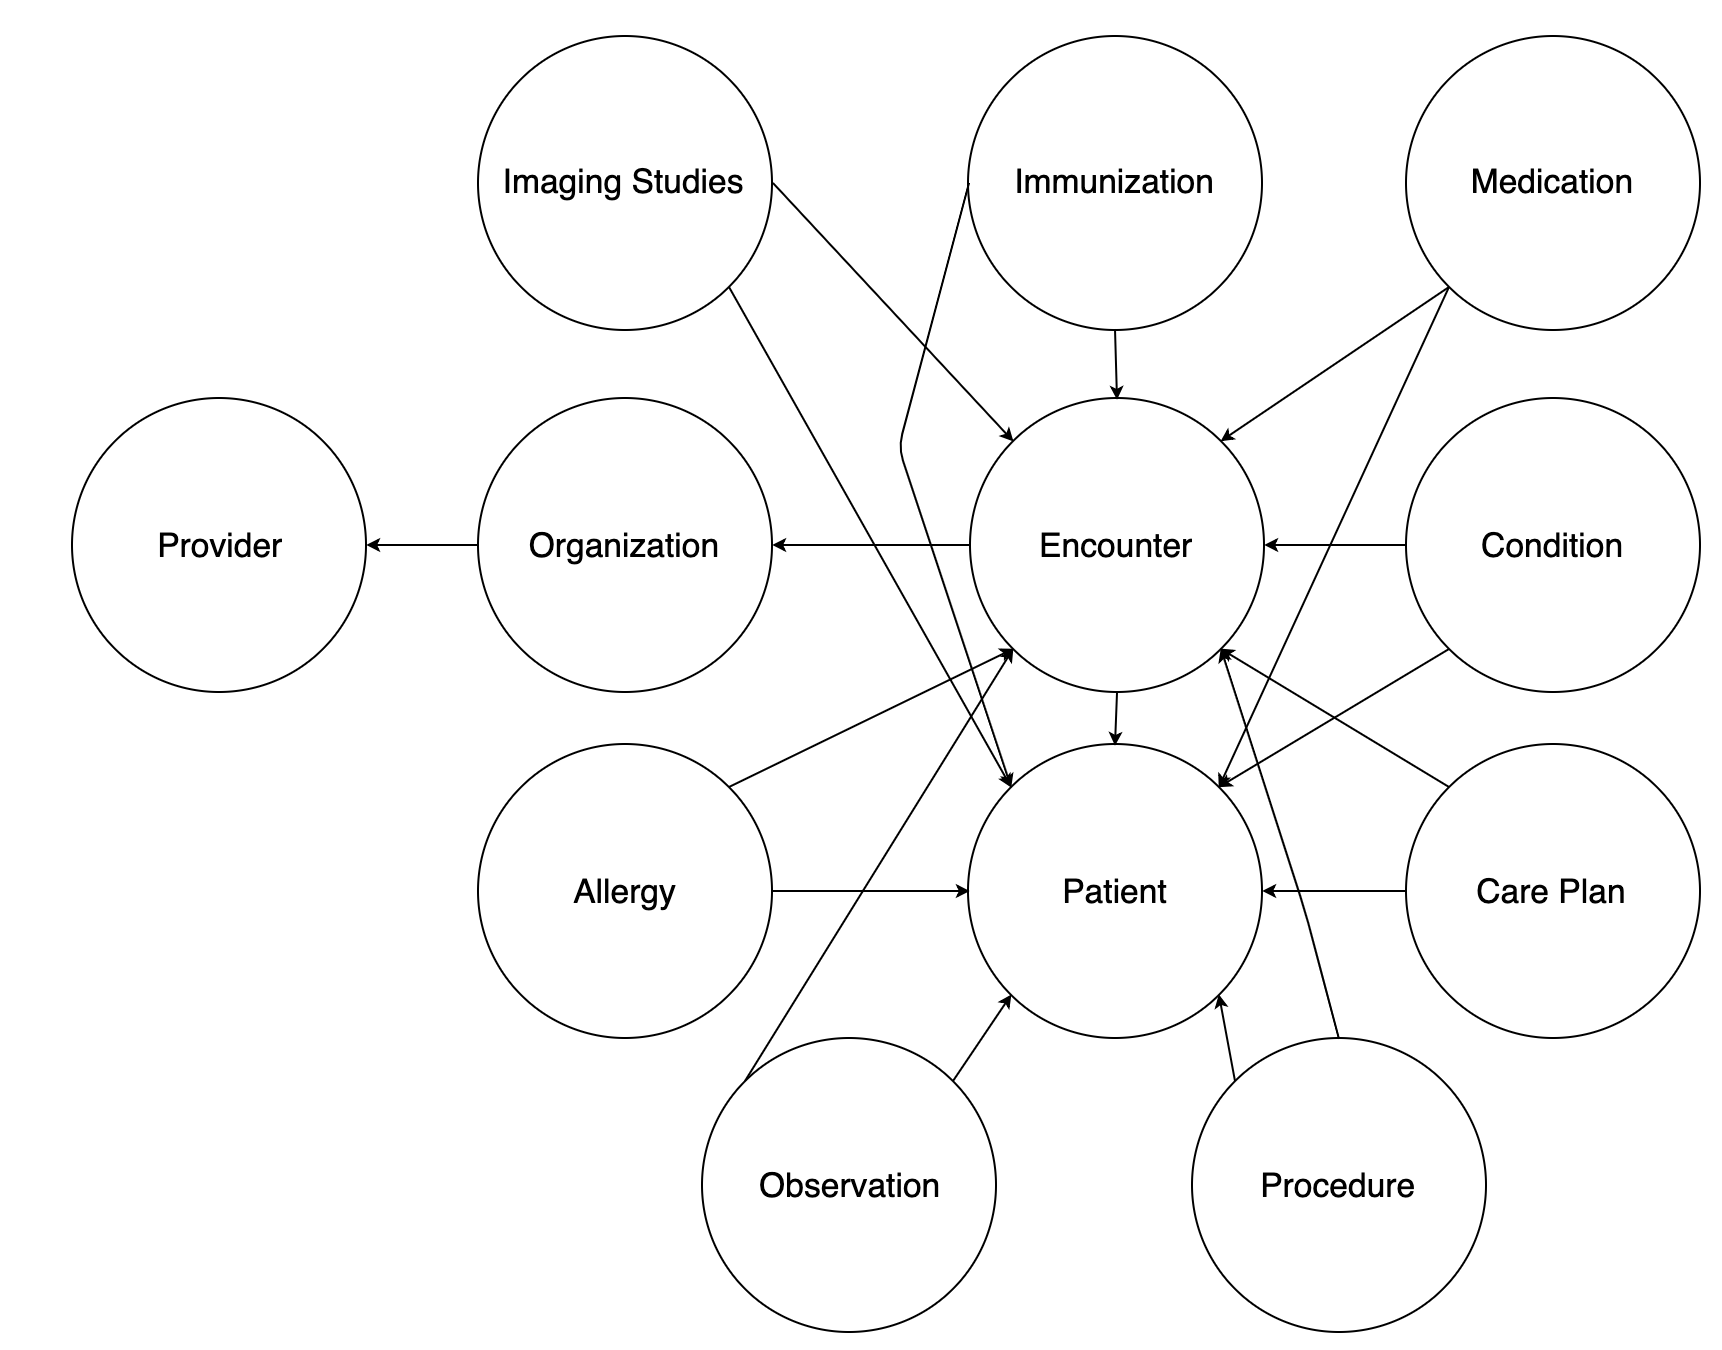 Imaging Studies
Immunization
Medication
Provider
Organization
Encounter
Condition
Allergy
Patient
Care Plan
Observation
Procedure